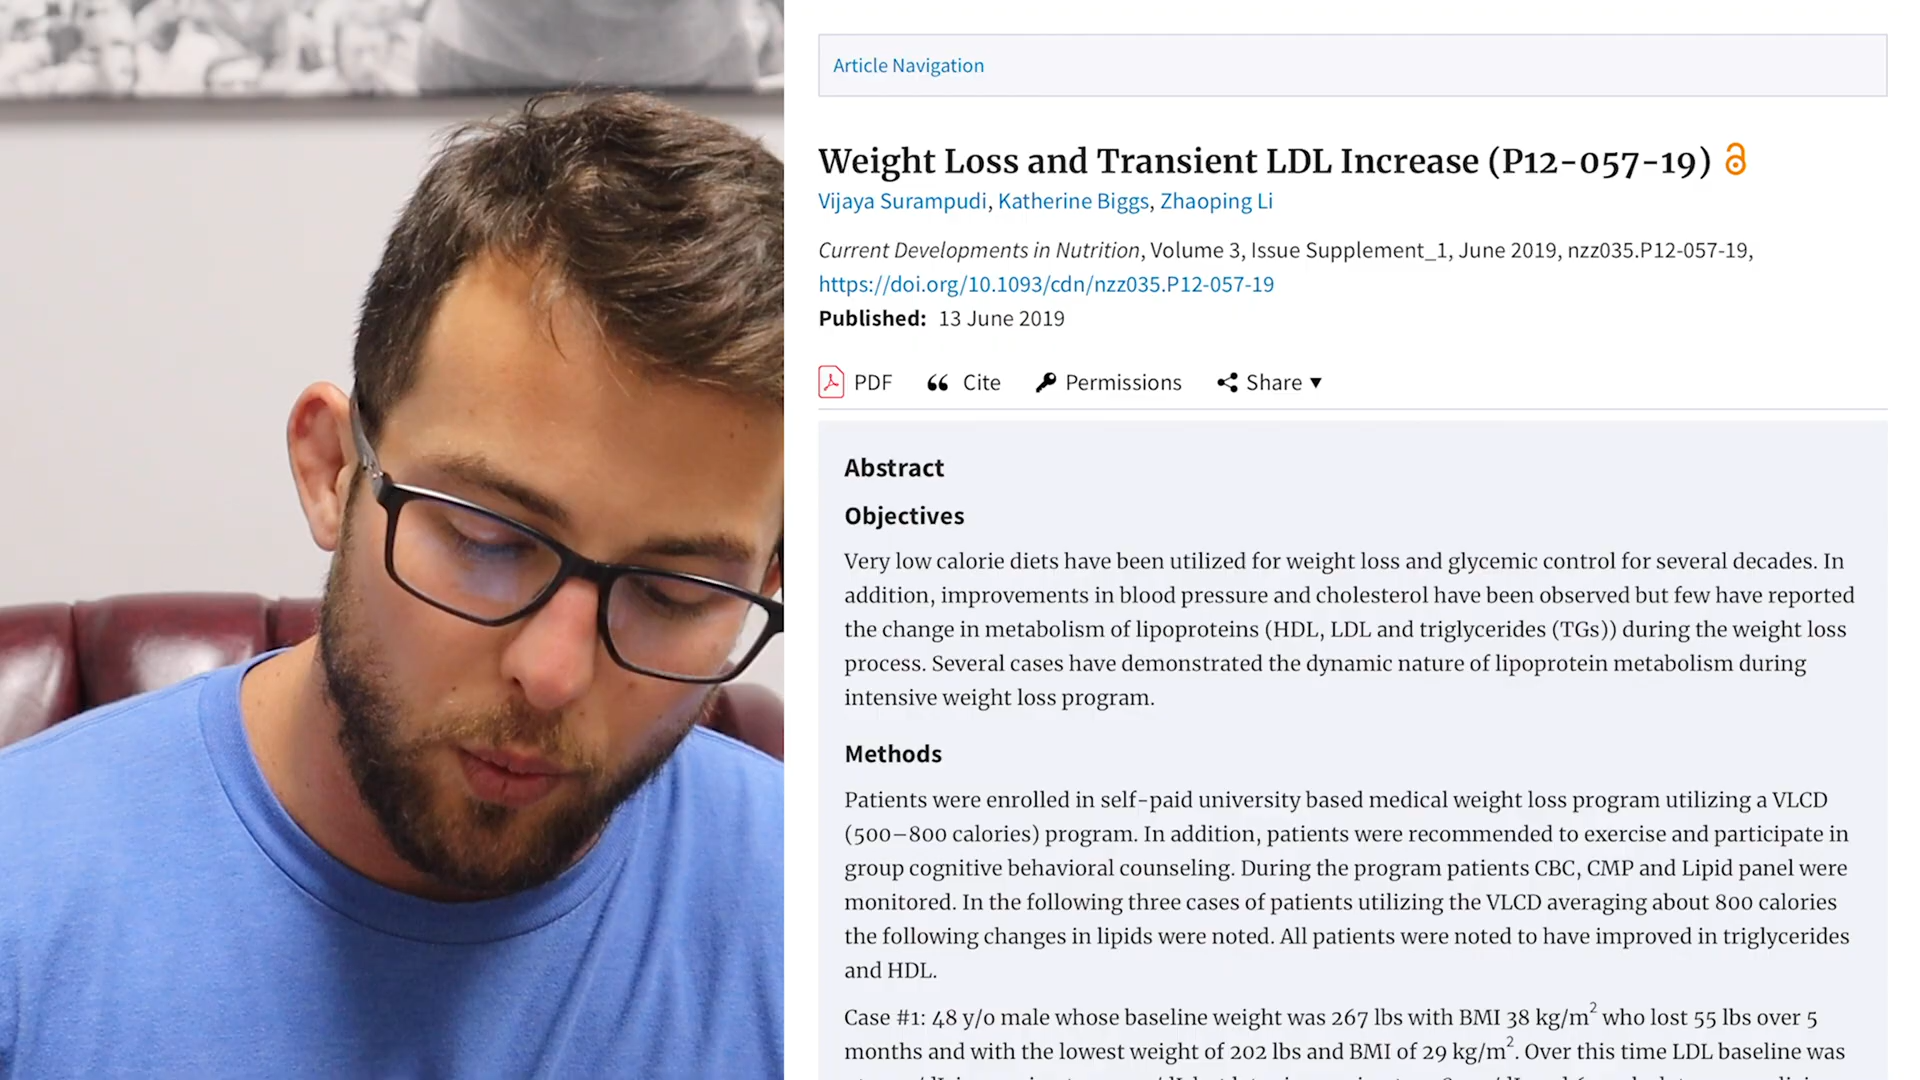 Article Navigation
Weight Loss and Transient LDL Increase (P12-057-19)
Vijaya Surampudi, Katherine Biggs, Zhaoping Li
Current Developments in Nutrition, Volume 3, Issue Supplement_1, June 2019, nzz035.P12-057-19,
https://doi.org/10.1093/cdn/nzz035.P12-057-19
Published: 13 June 2019
PDF Cite Permissions Share ▼
Abstract
Objectives
Very low calorie diets have been utilized for weight loss and glycemic control for several decades. In
addition, improvements in blood pressure and cholesterol have been observed but few have reported
the change in metabolism of lipoproteins (HDL, LDL and triglycerides (TGs)) during the weight loss
process. Several cases have demonstrated the dynamic nature of lipoprotein metabolism during
intensive weight loss program.
Methods
Patients were enrolled in self-paid university based medical weight loss program utilizing a VLCD
(500–800 calories) program. In addition, patients were recommended to exercise and participate in
group cognitive behavioral counseling. During the program patients CBC, CMP and Lipid panel were
monitored. In the following three cases of patients utilizing the VLCD averaging about 800 calories
the following changes in lipids were noted. All patients were noted to have improved in triglycerides
and HDL.
Case #1: 48 y/o male whose baseline weight was 267 lbs with BMI 38 kg/m² who lost 55 lbs over 5
months and with the lowest weight of 202 lbs and BMI of 29 kg/m². Over this time LDL baseline was